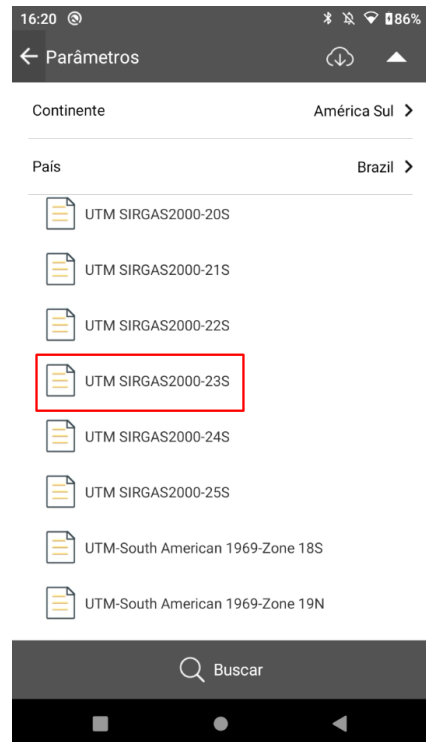 16:20 86%
Parâmetros
Continente América Sul
País Brazil
UTM SIRGAS2000-20S
UTM SIRGAS2000-21S
UTM SIRGAS2000-22S
UTM SIRGAS2000-23S
UTM SIRGAS2000-24S
UTM SIRGAS2000-25S
UTM-South American 1969-Zone 18S
UTM-South American 1969-Zone 19N
Buscar